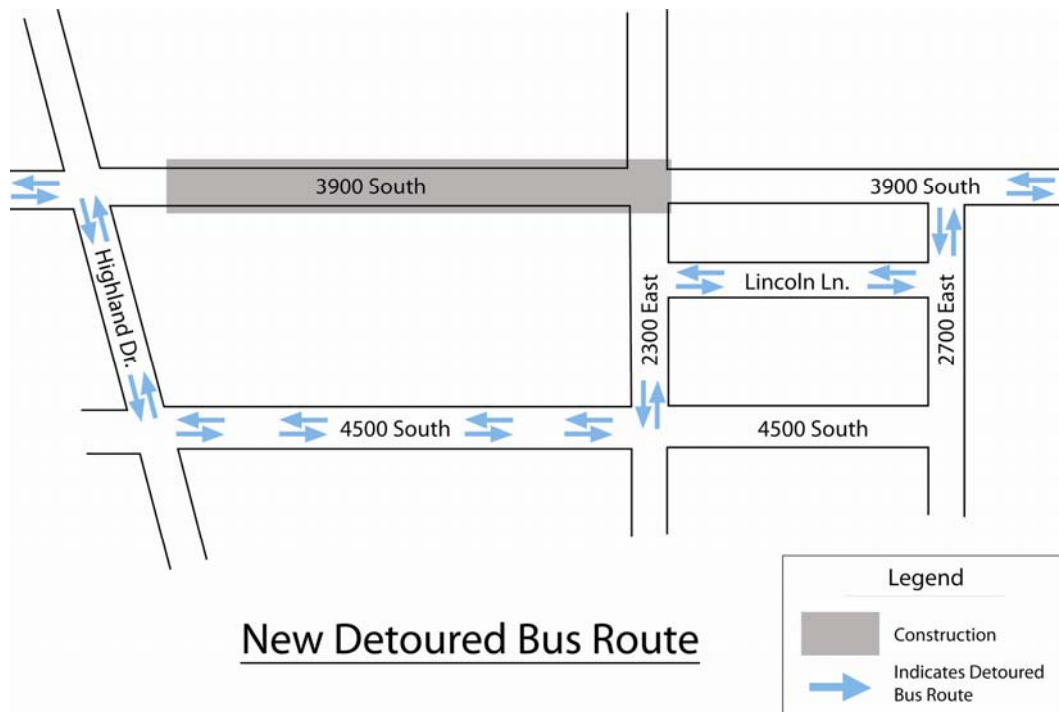 3900 South
3900 South
Highland Dr.
2300 East
Lincoln Ln.
2700 East
4500 South
4500 South
New Detoured Bus Route
Legend
Construction
Indicates Detoured
Bus Route